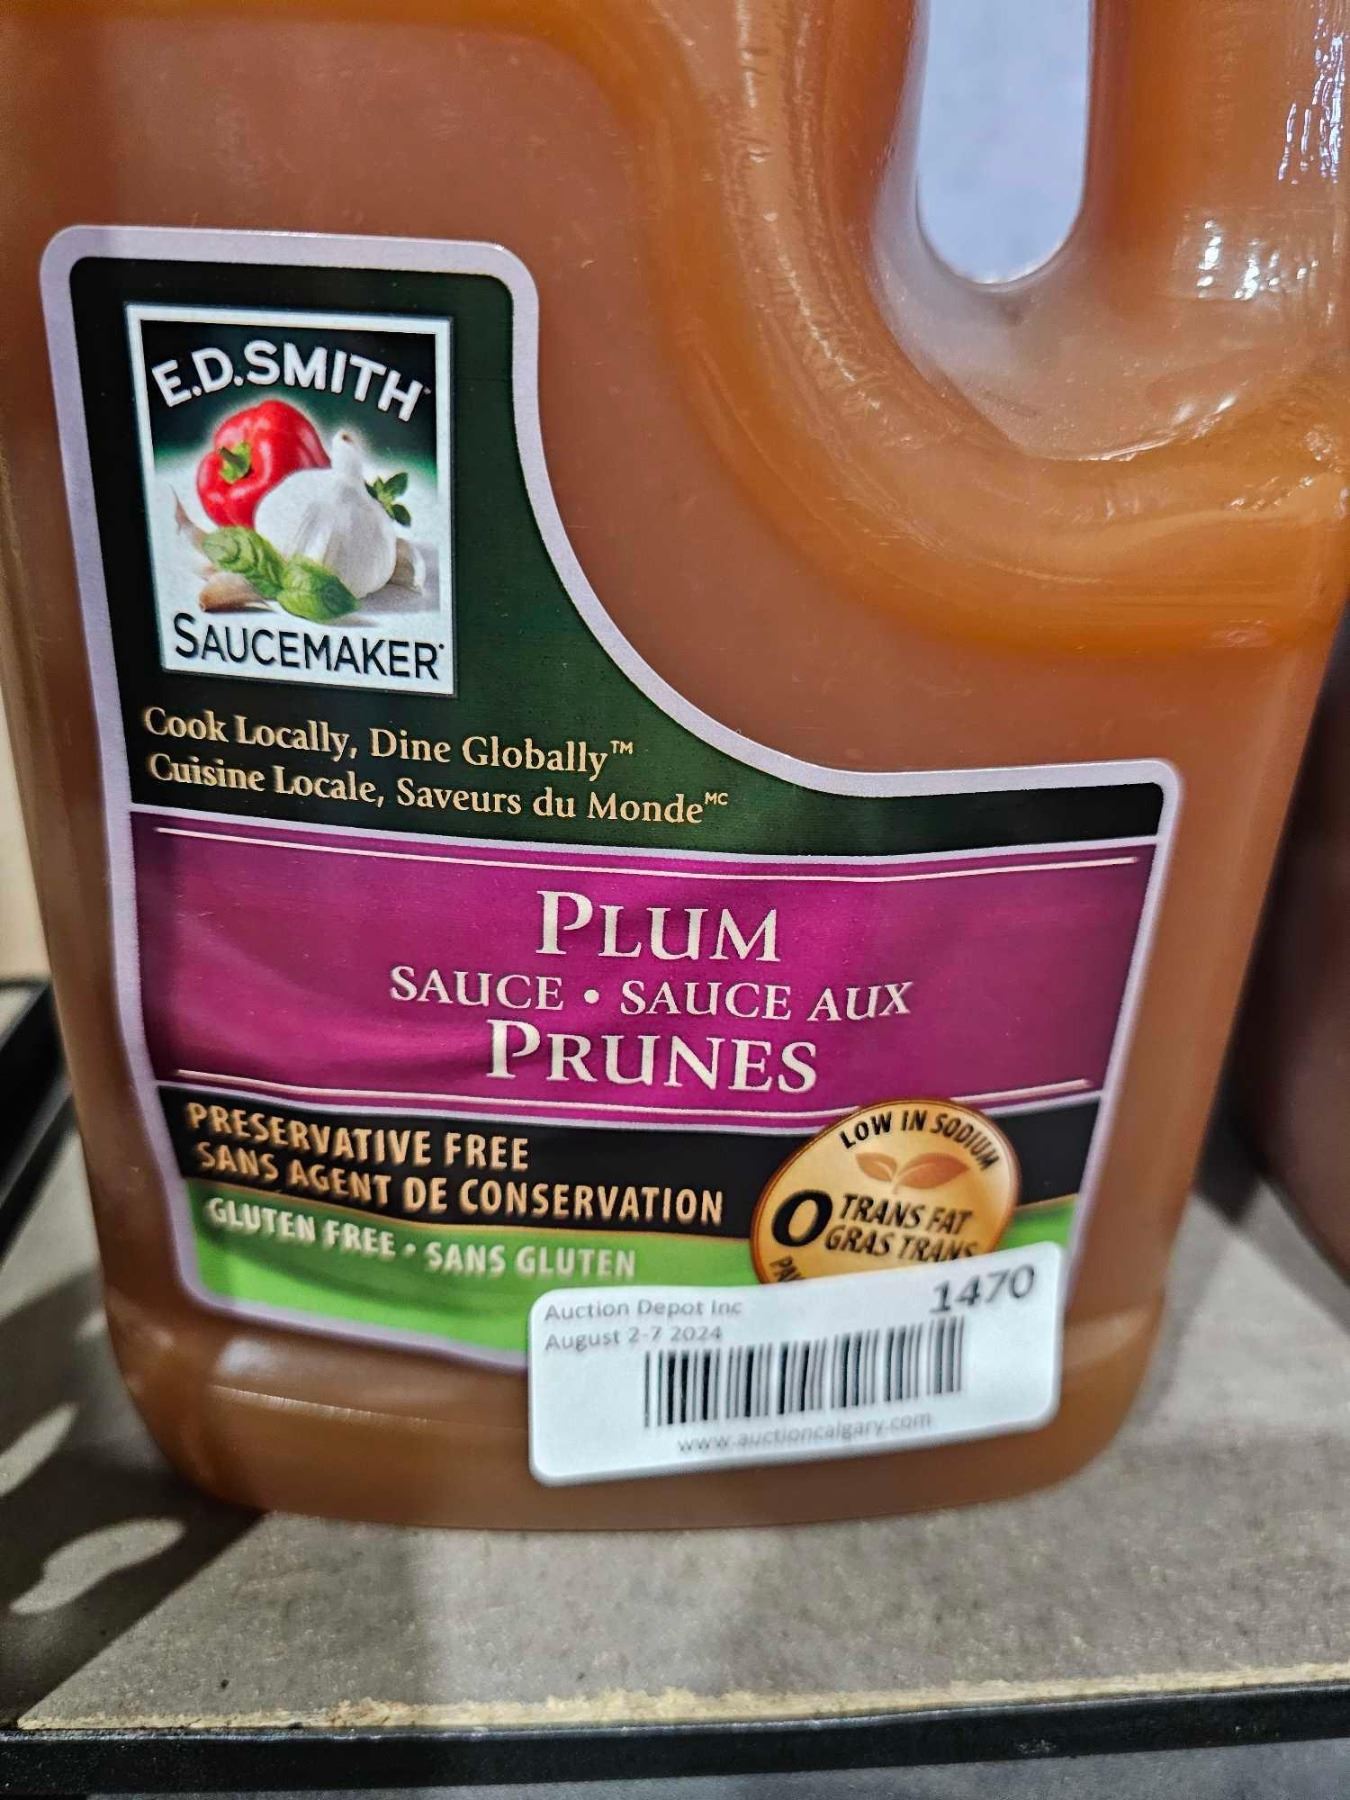 E.D.SMITH
SAUCEMAKER
Cook Locally, Dine Globally™
Cuisine Locale, Saveurs du Monde MC
PLUM
SAUCE • SAUCE AUX
PRUNES
PRESERVATIVE FREE
SANS AGENT DE CONSERVATION
GLUTEN FREE • SANS GLUTEN
LOW IN SODIUM
0 TRANS FAT
GRAS TRANS
Auction Depot Inc
1470
August 2-7 2024
www.auctioncalgary.com